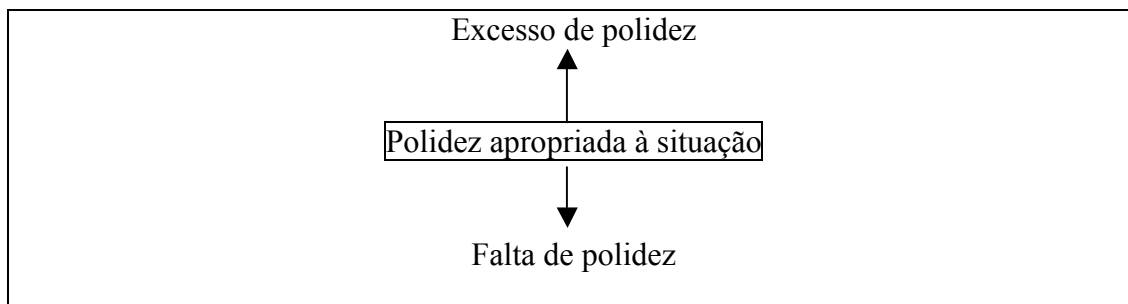 Excesso de polidez
Polidez apropriada à situação
Falta de polidez